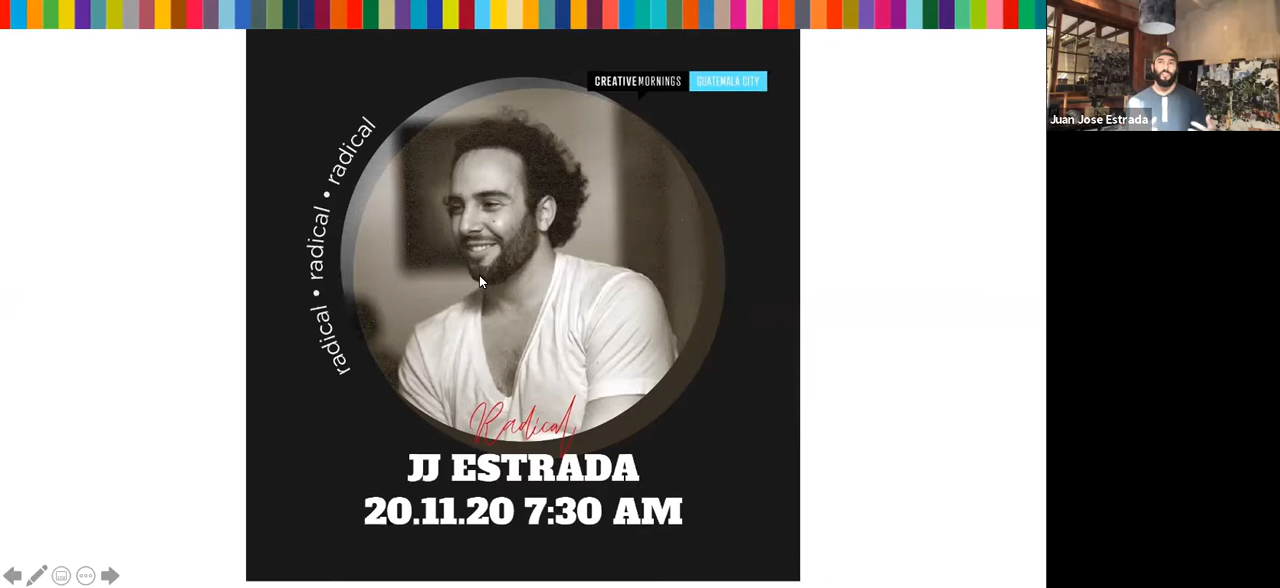 CREATIVEMORNINGS GUATEMALA CITY
radical • radical • radical
Radical
JJ ESTRADA
20.11.20 7:30 AM
Juan Jose Estrada